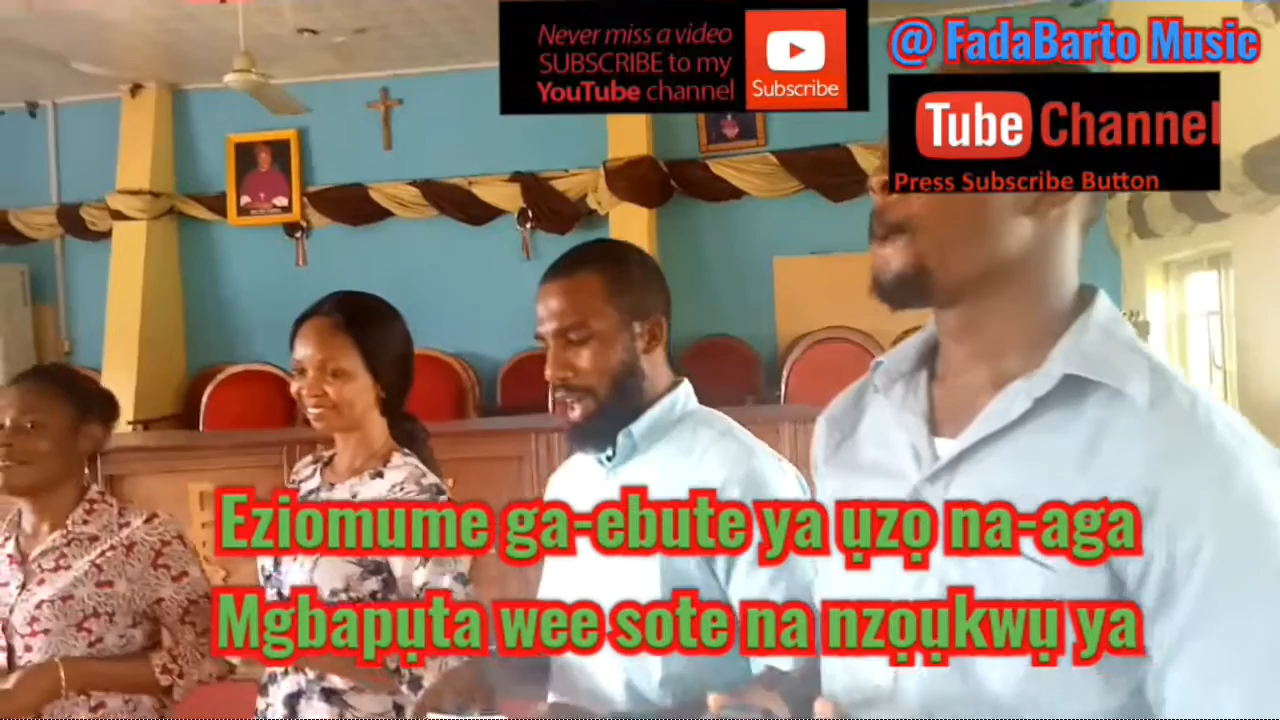 Never miss a video
SUBSCRIBE to my
YouTube channel
Subscribe
@ FadaBarto Music
Tube Channel
Press Subscribe Button
Eziomume ga-ebute ya ụzọ na-aga
Mgbapụta wee sote na nzọụkwụ ya